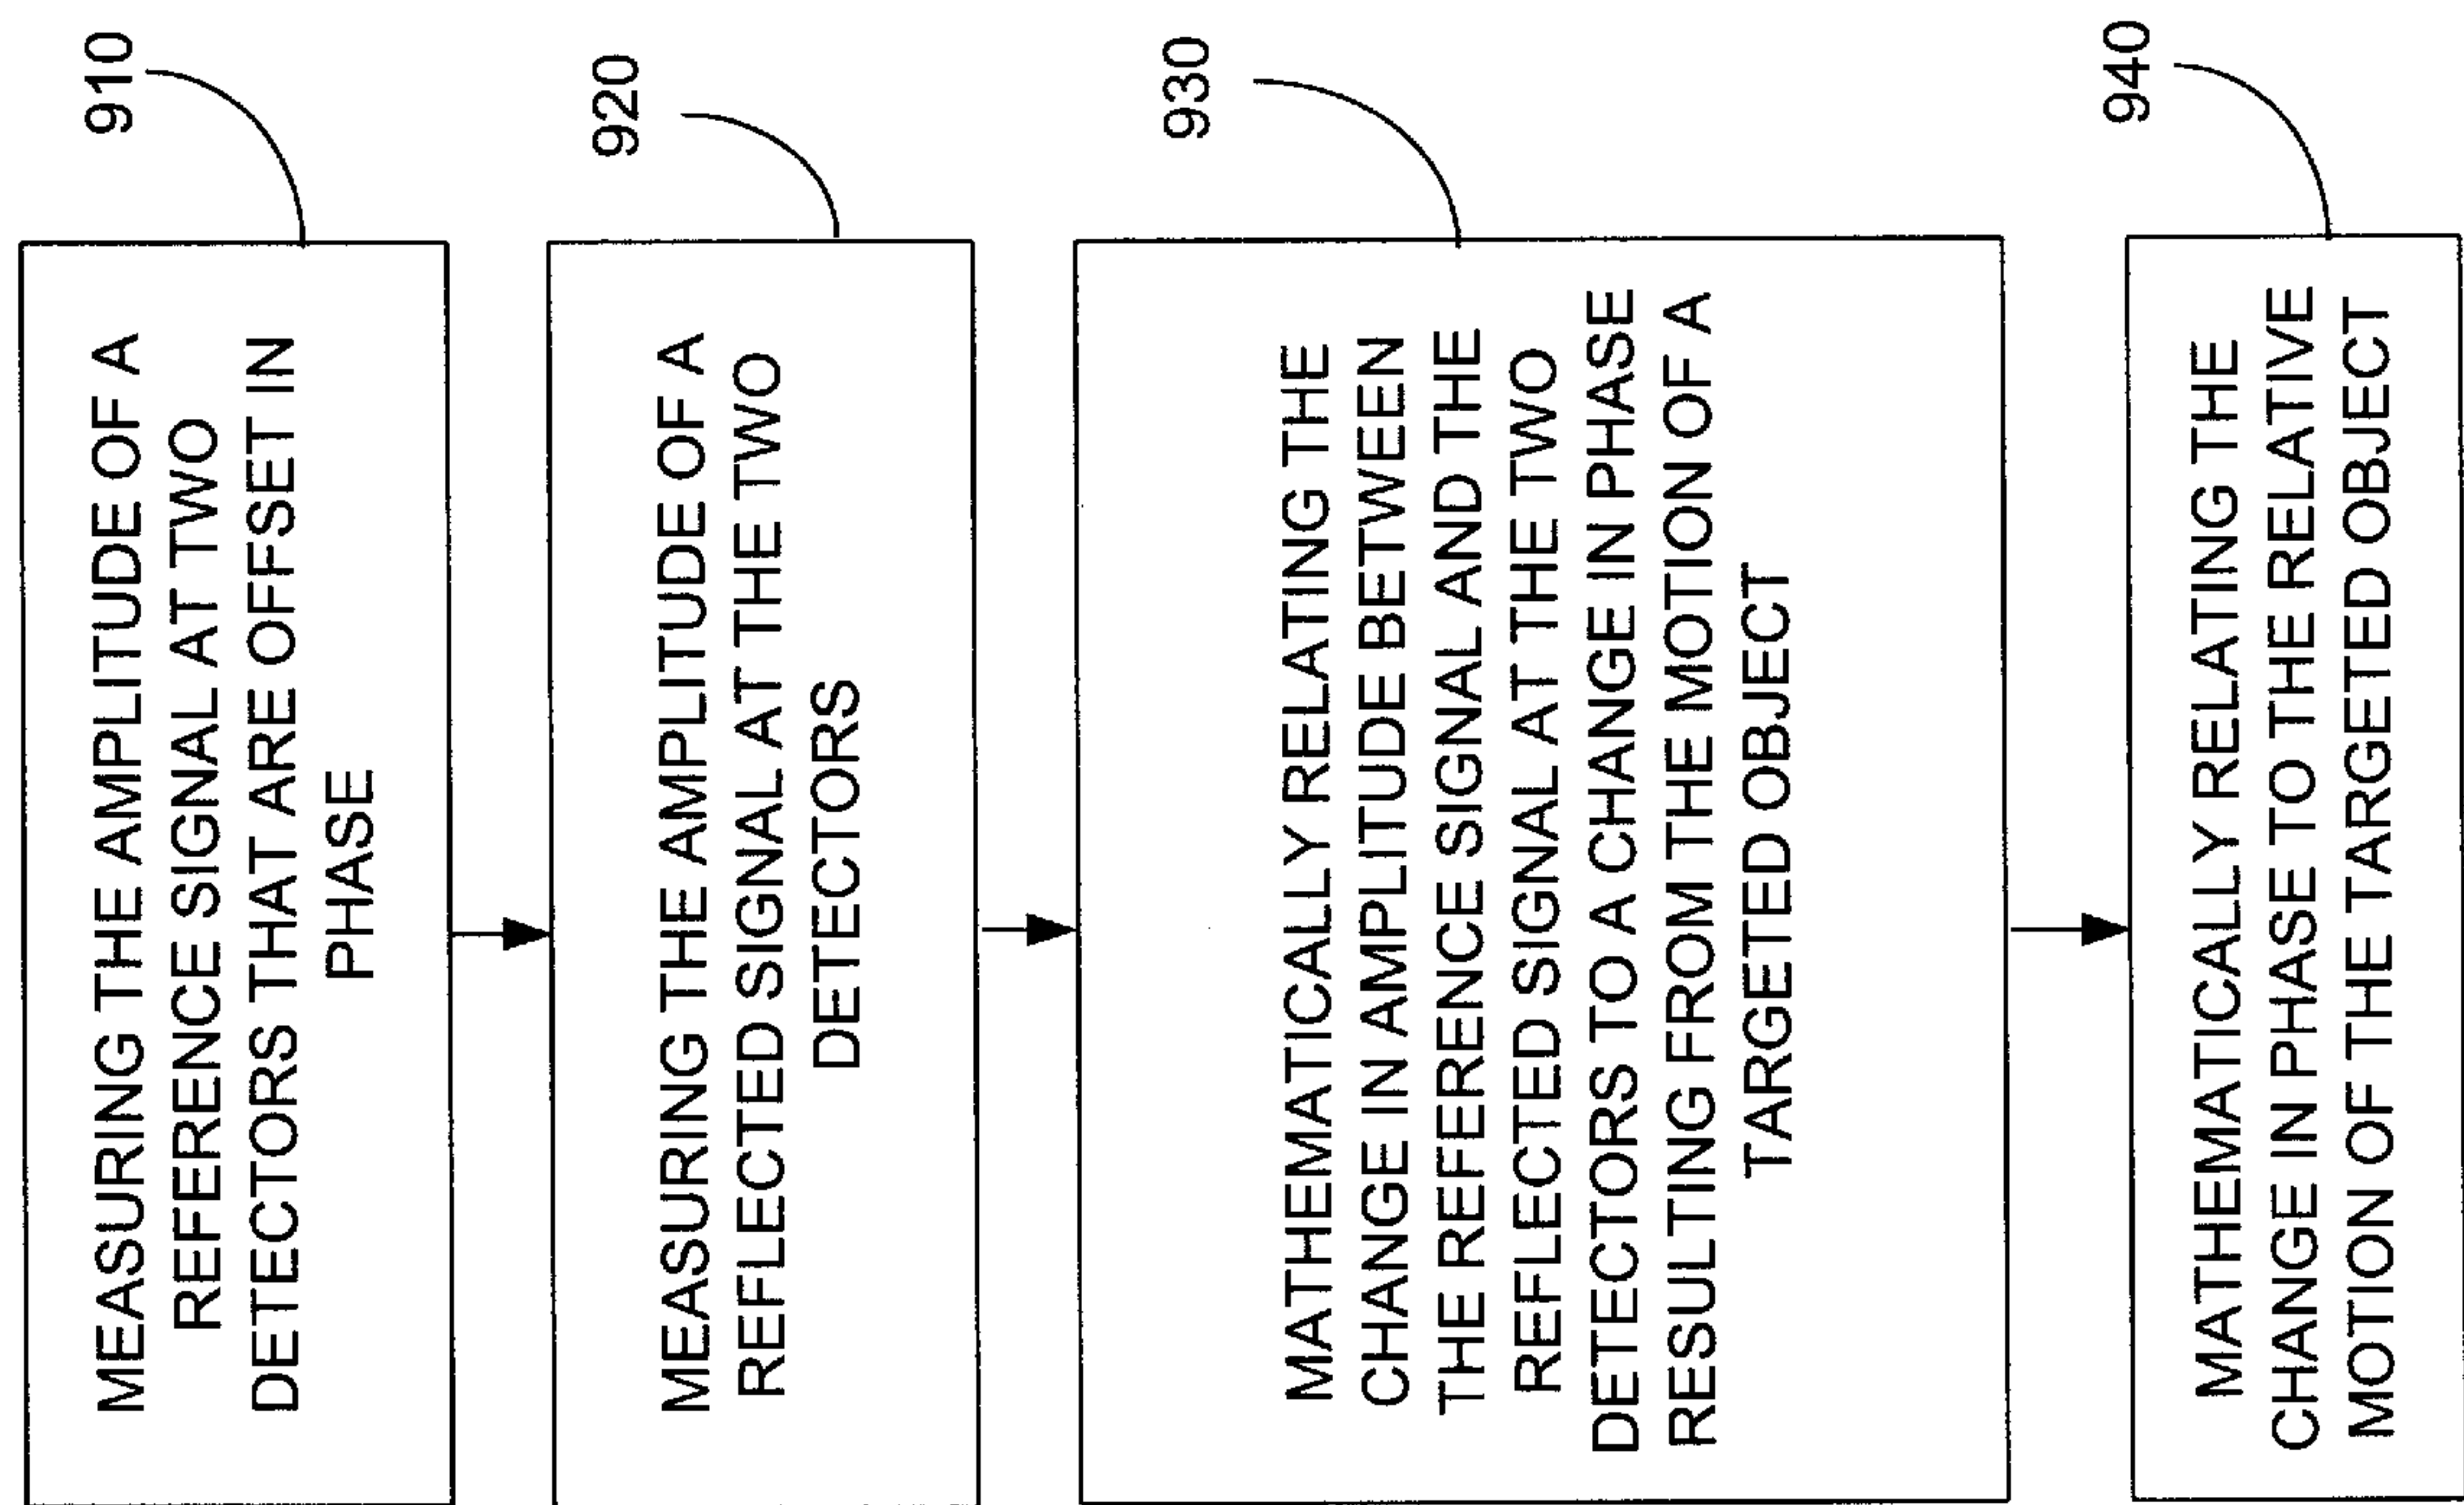 910
MEASURING THE AMPLITUDE OF A
REFERENCE SIGNAL AT TWO
DETECTORS THAT ARE OFFSET IN
PHASE
920
MEASURING THE AMPLITUDE OF A
REFLECTED SIGNAL AT THE TWO
DETECTORS
930
MATHEMATICALLY RELATING THE
CHANGE IN AMPLITUDE BETWEEN
THE REFERENCE SIGNAL AND THE
REFLECTED SIGNAL AT THE TWO
DETECTORS TO A CHANGE IN PHASE
RESULTING FROM THE MOTION OF A
TARGETED OBJECT
940
MATHEMATICALLY RELATING THE
CHANGE IN PHASE TO THE RELATIVE
MOTION OF THE TARGETED OBJECT